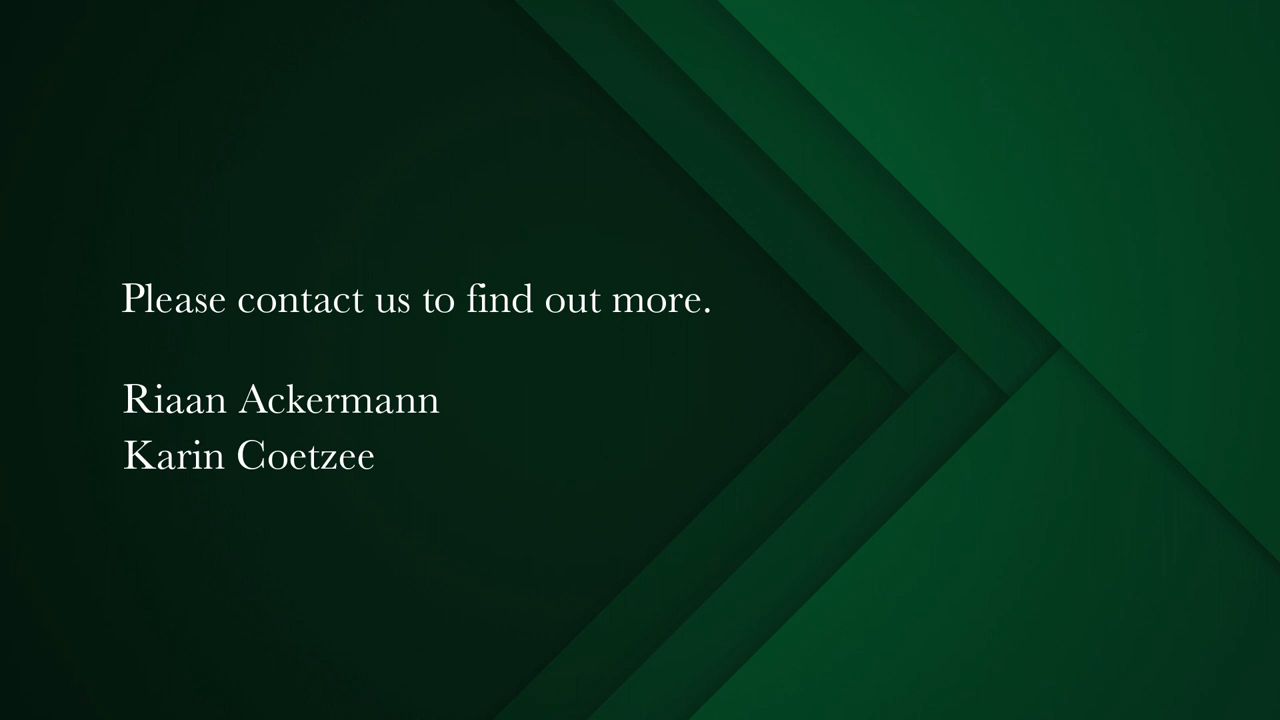 Please contact us to find out more.
Riaan Ackermann
Karin Coetzee